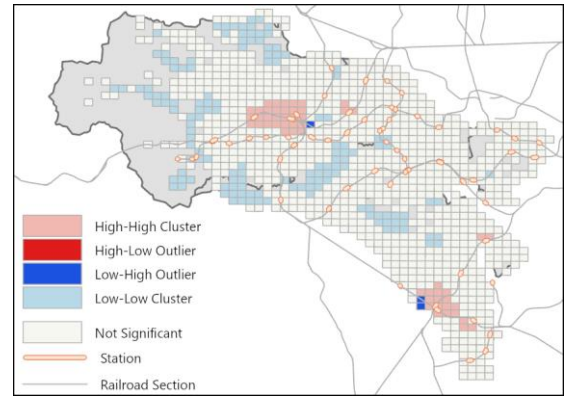 High-High Cluster
High-Low Outlier
Low-High Outlier
Low-Low Cluster
Not Significant
Station
Railroad Section